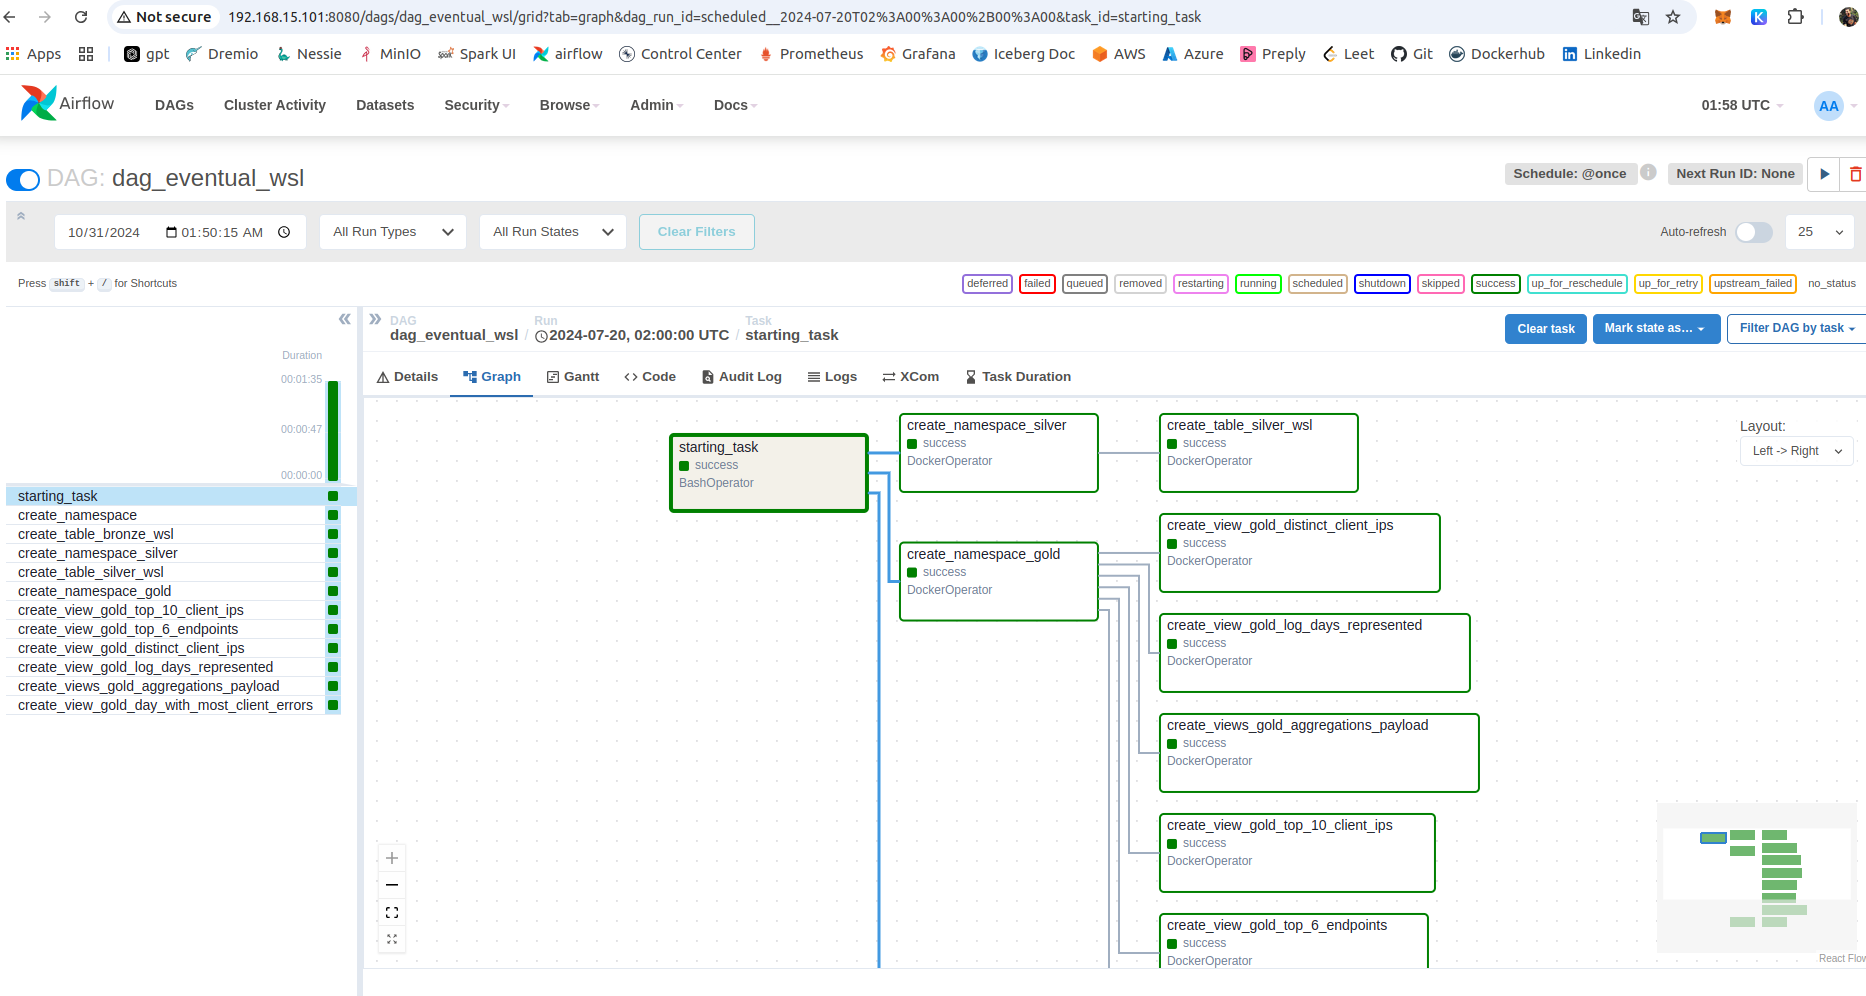 Not secure 192.168.15.101:8080/dags/dag_eventual_wsl/grid?tab=graph&dag_run_id=scheduled__2024-07-20T02%3A00%3A00%2B00%3A00&task_id=starting_task
Apps gpt Dremio Nessie MinIO Spark UI airflow Control Center Prometheus Grafana Iceberg Doc AWS Azure Preply Leet Git Dockerhub Linkedin
Airflow DAGs Cluster Activity Datasets Security Browse Admin Docs 01:58 UTC AA
DAG: dag_eventual_wsl Schedule: @once Next Run ID: None
10/31/2024 01:50:15 AM All Run Types All Run States Clear Filters Auto-refresh 25
Press shift + / for Shortcuts deferred failed queued removed restarting running scheduled shutdown skipped success up_for_reschedule up_for_retry upstream_failed no_status
DAG Run Task
dag_eventual_wsl / 2024-07-20, 02:00:00 UTC / starting_task Clear task Mark state as... Filter DAG by task
Duration
00:01:35
00:00:47
00:00:00
starting_task
create_namespace
create_table_bronze_wsl
create_namespace_silver
create_table_silver_wsl
create_namespace_gold
create_view_gold_top_10_client_ips
create_view_gold_top_6_endpoints
create_view_gold_distinct_client_ips
create_view_gold_log_days_represented
create_views_gold_aggregations_payload
create_view_gold_day_with_most_client_errors
Details Graph Gantt Code Audit Log Logs XCom Task Duration
Layout:
Left -> Right
starting_task
success
BashOperator
create_namespace_silver
success
DockerOperator
create_table_silver_wsl
success
DockerOperator
create_namespace_gold
success
DockerOperator
create_view_gold_distinct_client_ips
success
DockerOperator
create_view_gold_log_days_represented
success
DockerOperator
create_views_gold_aggregations_payload
success
DockerOperator
create_view_gold_top_10_client_ips
success
DockerOperator
create_view_gold_top_6_endpoints
success
DockerOperator
React Flow